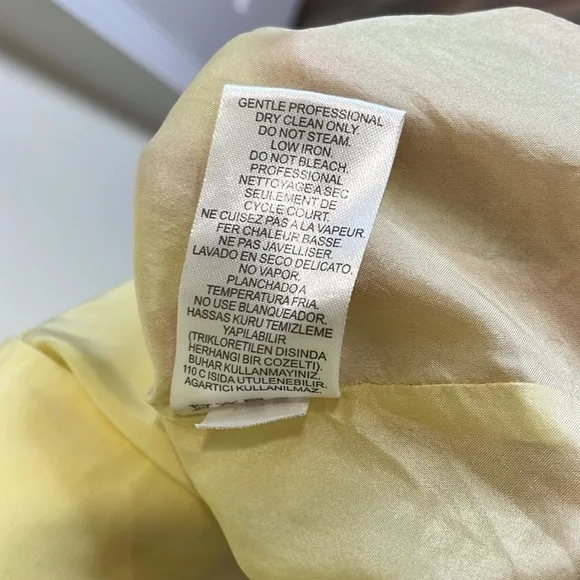 GENTLE PROFESSIONAL
DRY CLEAN ONLY.
DO NOT STEAM.
LOW IRON.
DO NOT BLEACH.
PROFESSIONAL
NETTOYAGE A SEC
SEULEMENT DE
CYCLE COURT.
NE CUISEZ PAS A LA VAPEUR.
FER CHALEUR BASSE.
NE PAS JAVELLISER.
LAVADO EN SECO DELICATO.
NO VAPOR.
PLANCHADO A
TEMPERATURA FRIA.
NO USE BLANQUEADOR.
HASSAS KURU TEMIZLEME
YAPILABILIR
(TRIKLORETILEN DISINDA
HERHANGI BIR COZELTI).
BUHAR KULLANMAYINIZ.
110 C ISIDA UTULENEBILIR.
AGARTICI KULLANILMAZ.